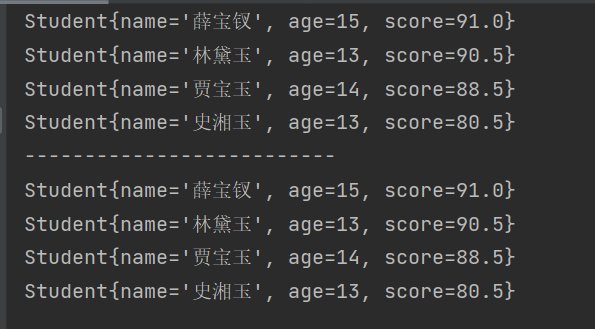 Student{name='薛宝钗', age=15, score=91.0}
Student{name='林黛玉', age=13, score=90.5}
Student{name='贾宝玉', age=14, score=88.5}
Student{name='史湘玉', age=13, score=80.5}
--------------------------
Student{name='薛宝钗', age=15, score=91.0}
Student{name='林黛玉', age=13, score=90.5}
Student{name='贾宝玉', age=14, score=88.5}
Student{name='史湘玉', age=13, score=80.5}